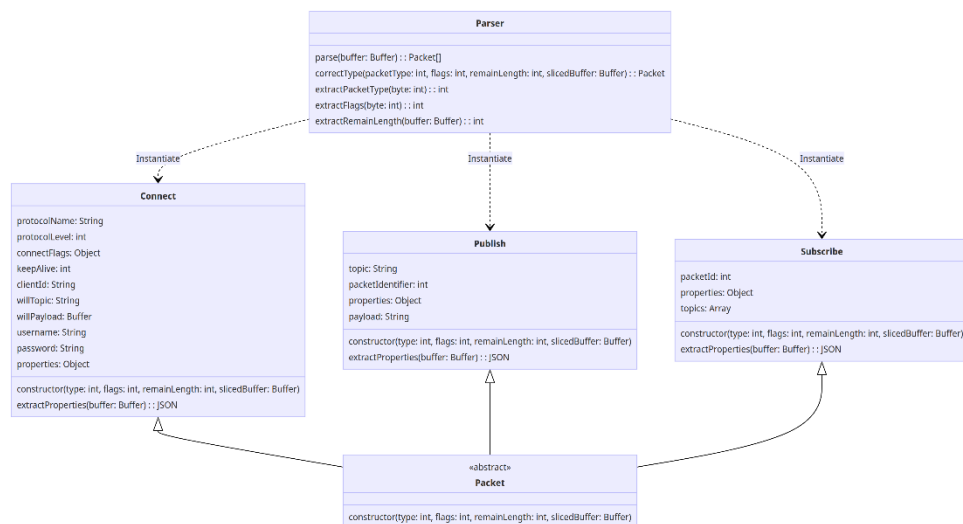 Parser
parse(buffer: Buffer) : : Packet[]
correctType(packetType: int, flags: int, remainLength: int, slicedBuffer: Buffer) : : Packet
extractPacketType(byte: int) : : int
extractFlags(byte: int) : : int
extractRemainLength(buffer: Buffer) : : int
Instantiate
Instantiate
Instantiate
Connect
protocolName: String
protocolLevel: int
connectFlags: Object
keepAlive: int
clientId: String
willTopic: String
willPayload: Buffer
username: String
password: String
properties: Object
constructor(type: int, flags: int, remainLength: int, slicedBuffer: Buffer)
extractProperties(buffer: Buffer) : : JSON
Publish
topic: String
packetIdentifier: int
properties: Object
payload: String
constructor(type: int, flags: int, remainLength: int, slicedBuffer: Buffer)
extractProperties(buffer: Buffer) : : JSON
Subscribe
packetId: int
properties: Object
topics: Array
constructor(type: int, flags: int, remainLength: int, slicedBuffer: Buffer)
extractProperties(buffer: Buffer) : : JSON
«abstract»
Packet
constructor(type: int, flags: int, remainLength: int, slicedBuffer: Buffer)